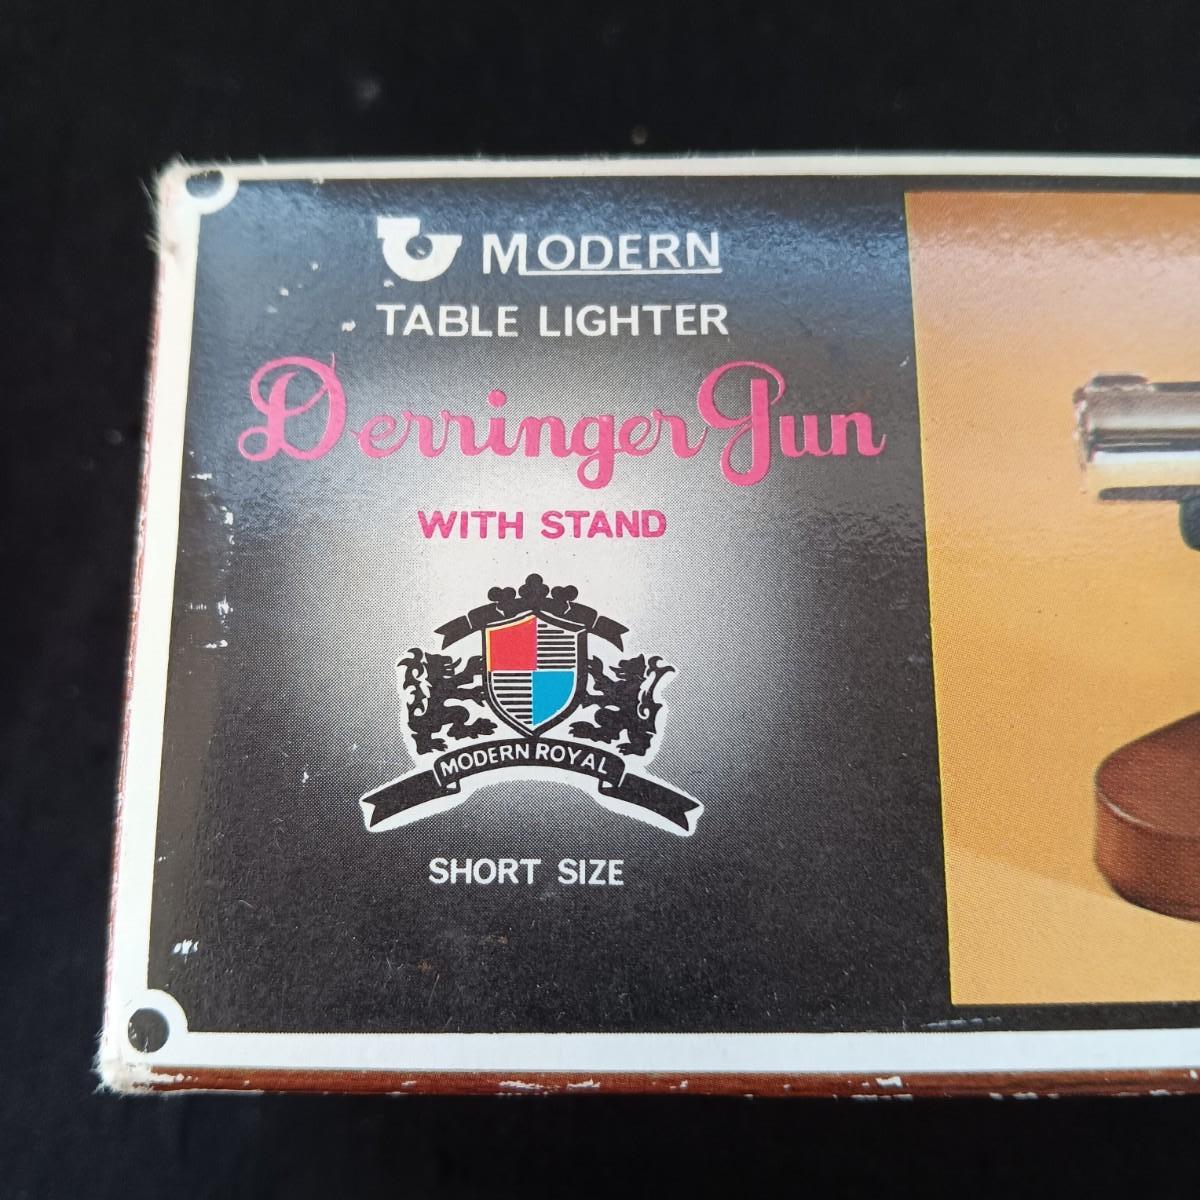 MODERN
TABLE LIGHTER
Derringer Gun
WITH STAND
MODERN ROYAL
SHORT SIZE